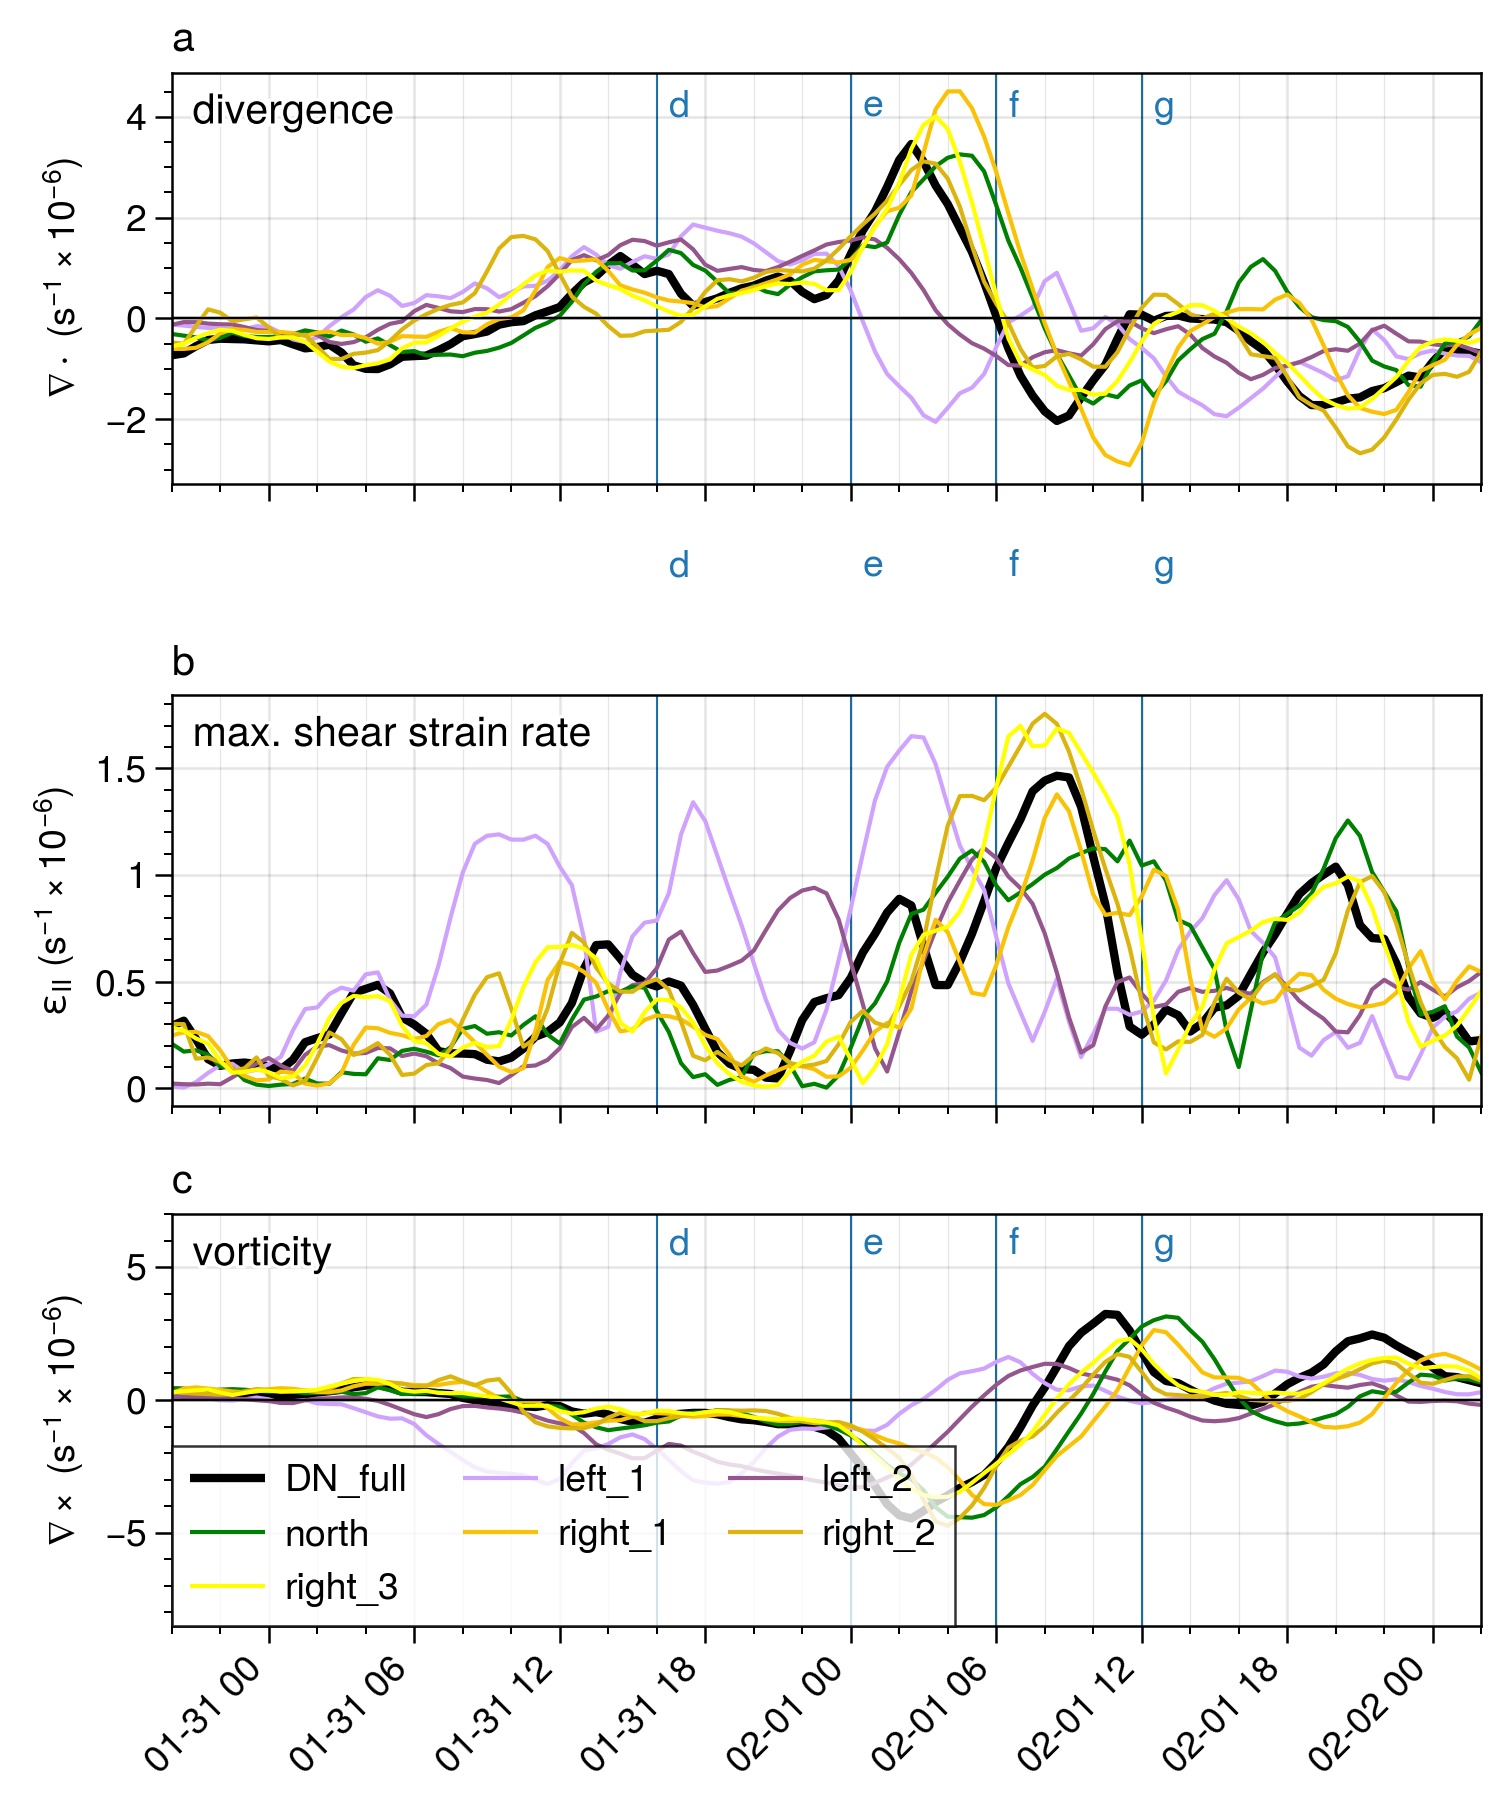 a
divergence
d e f g
4
2
0
−2
∇· (s⁻¹ × 10⁻⁶)
d e f g
b
max. shear strain rate
1.5
1
0.5
0
εII (s⁻¹ × 10⁻⁶)
c
vorticity
d e f g
5
0
−5
∇ × (s⁻¹ × 10⁻⁶)
DN_full left_1 left_2
north right_1 right_2
right_3
01-31 00 01-31 06 01-31 12 01-31 18 02-01 00 02-01 06 02-01 12 02-01 18 02-02 00